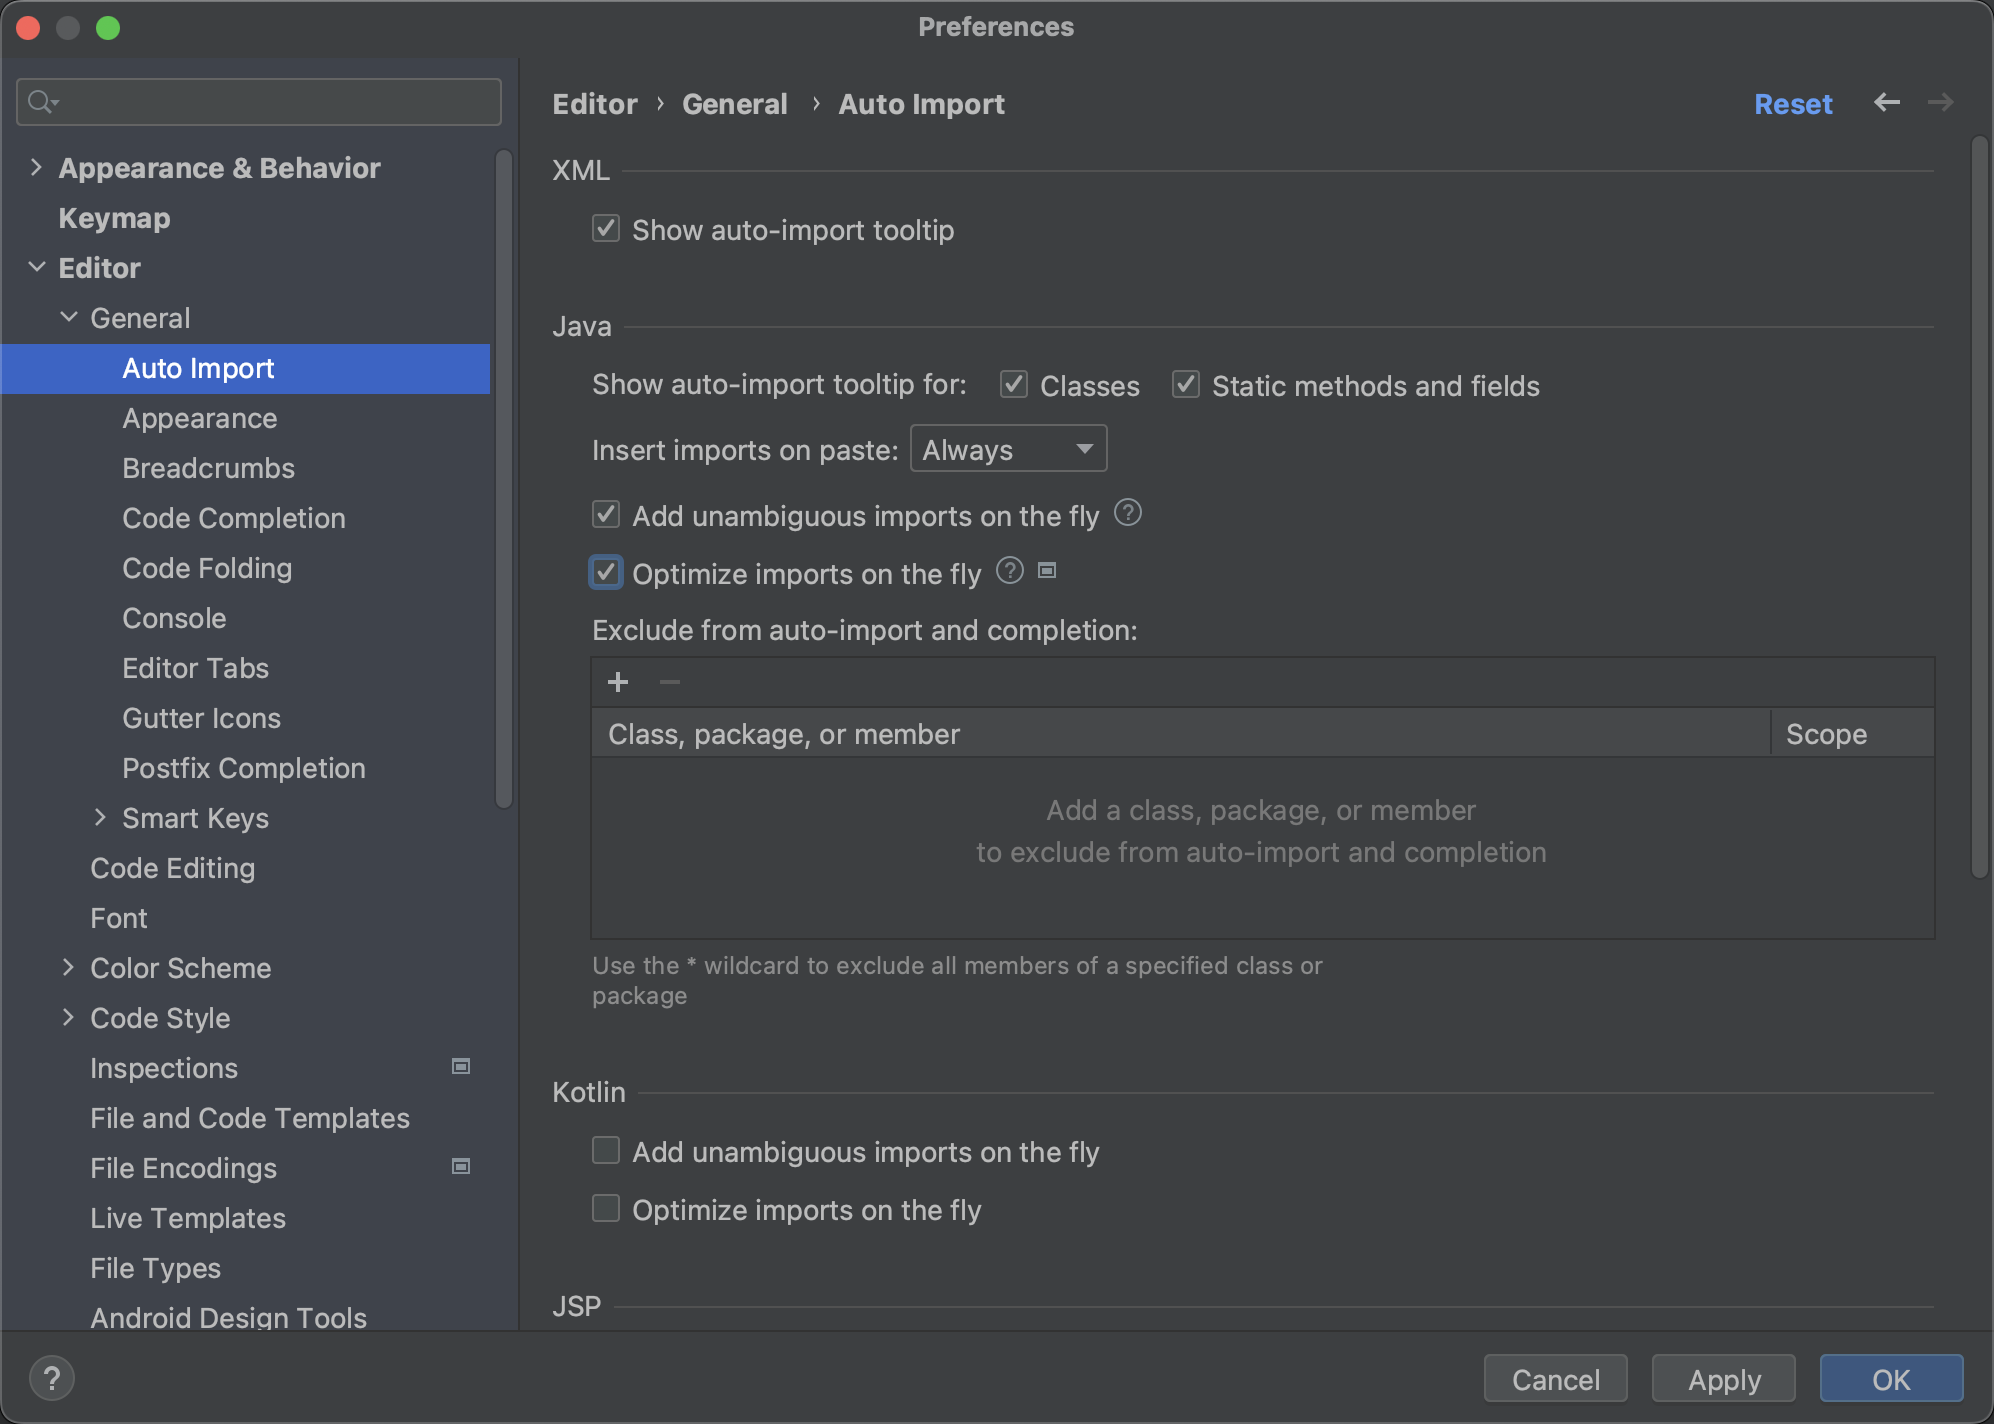 Preferences
Appearance & Behavior
Keymap
Editor
General
Auto Import
Appearance
Breadcrumbs
Code Completion
Code Folding
Console
Editor Tabs
Gutter Icons
Postfix Completion
Smart Keys
Code Editing
Font
Color Scheme
Code Style
Inspections
File and Code Templates
File Encodings
Live Templates
File Types
Android Design Tools
Editor › General › Auto Import
Reset
XML
Show auto-import tooltip
Java
Show auto-import tooltip for: Classes Static methods and fields
Insert imports on paste: Always
Add unambiguous imports on the fly ?
Optimize imports on the fly ?
Exclude from auto-import and completion:
Class, package, or member Scope
Add a class, package, or member
to exclude from auto-import and completion
Use the * wildcard to exclude all members of a specified class or
package
Kotlin
Add unambiguous imports on the fly
Optimize imports on the fly
JSP
? Cancel Apply OK